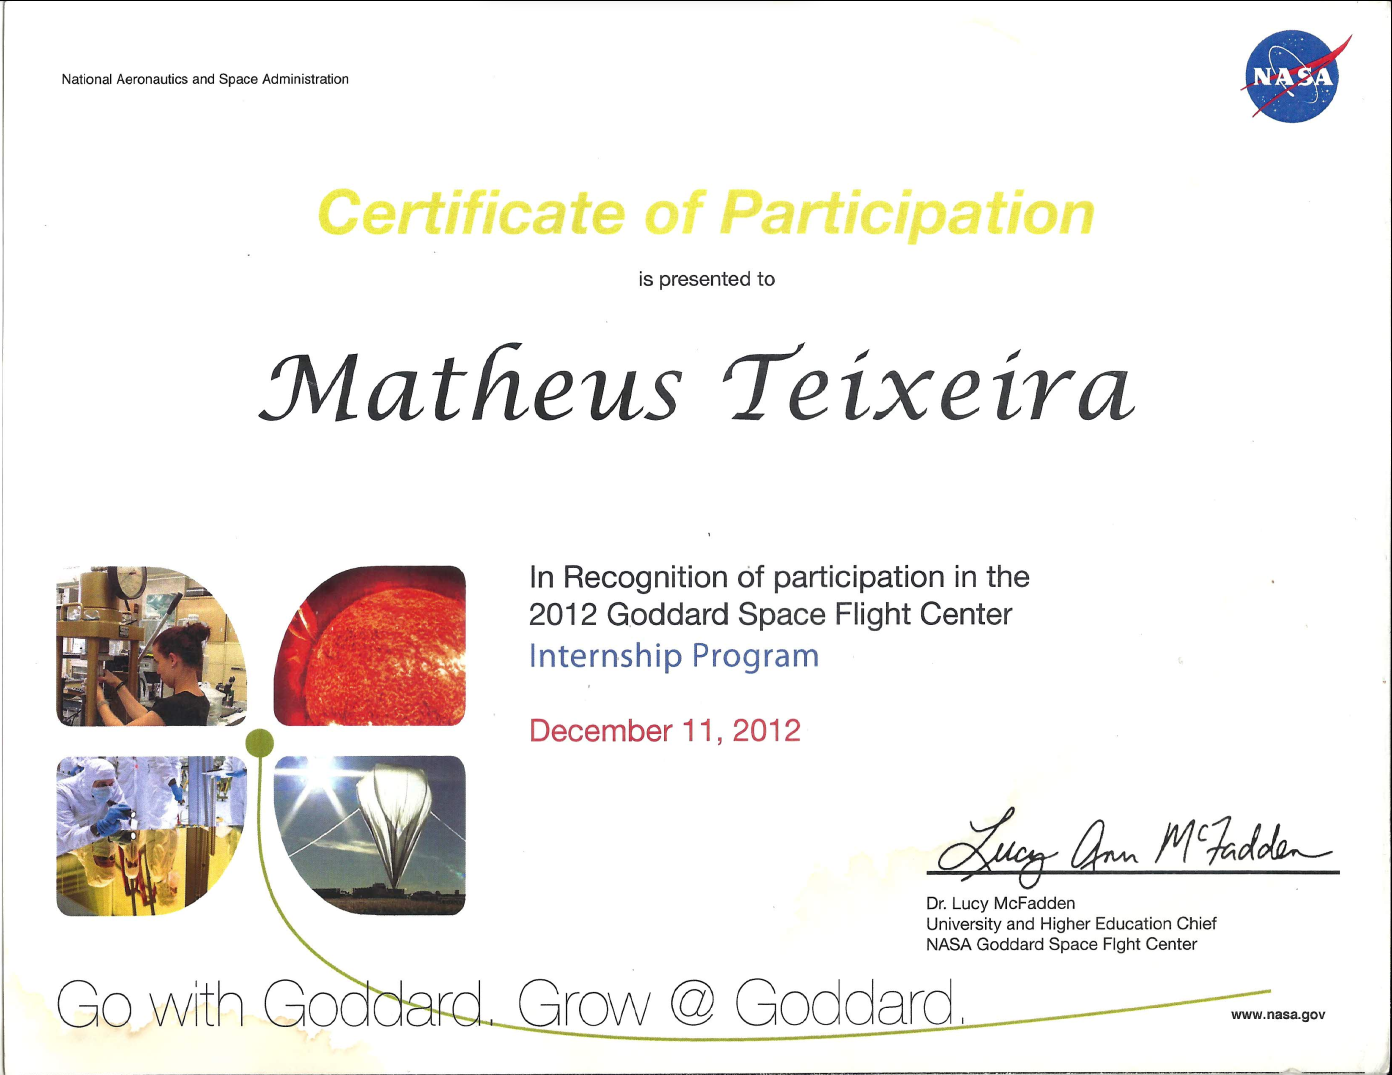 National Aeronautics and Space Administration
NASA
Certificate of Participation
is presented to
Matheus Teixeira
In Recognition of participation in the
2012 Goddard Space Flight Center
Internship Program
December 11, 2012
Lucy Ann McFadden
Dr. Lucy McFadden
University and Higher Education Chief
NASA Goddard Space Flght Center
Go with Goddard. Grow @ Goddard.
www.nasa.gov